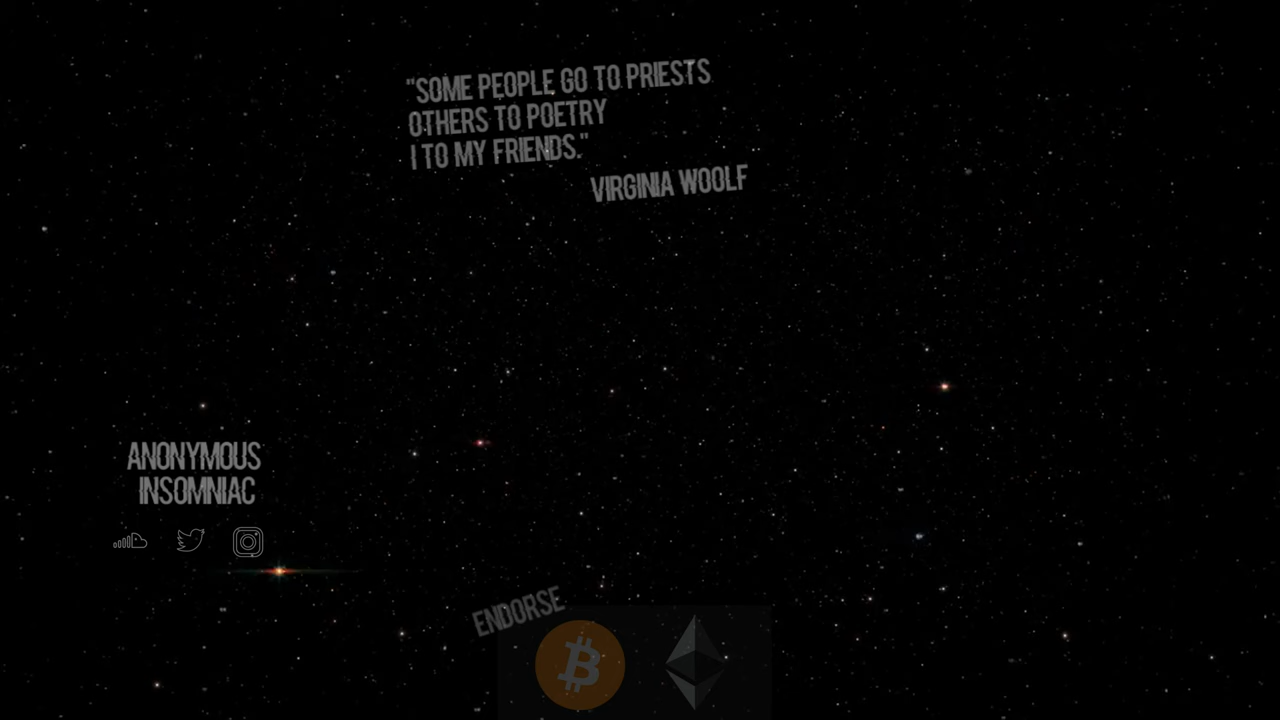 "SOME PEOPLE GO TO PRIESTS
OTHERS TO POETRY
I TO MY FRIENDS."
VIRGINIA WOOLF
ANONYMOUS
INSOMNIAC
ENDORSE